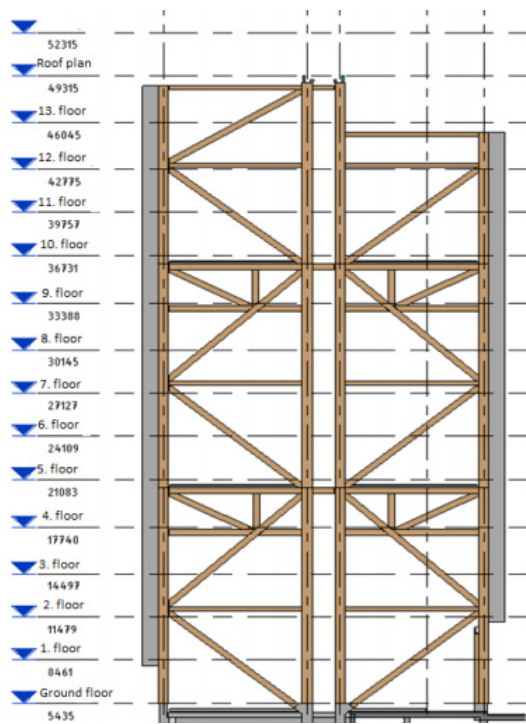 52315
Roof plan
49315
13. floor
46045
12. floor
42775
11. floor
39757
10. floor
36731
9. floor
33388
8. floor
30145
7. floor
27127
6. floor
24109
5. floor
21083
4. floor
17740
3. floor
14497
2. floor
11479
1. floor
8461
Ground floor
5435